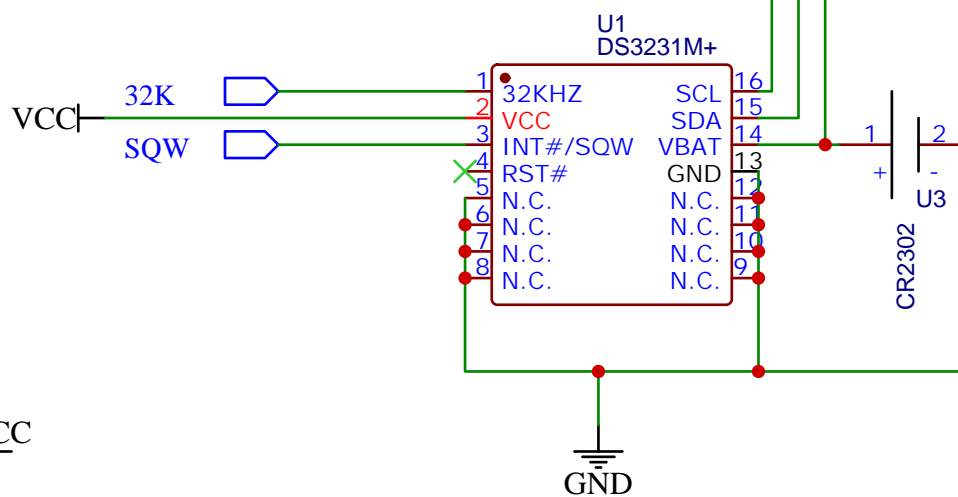 U1
DS3231M+
32K
VCC
SQW
1
2
3
4
5
6
7
8
32KHZ
VCC
INT#/SQW
RST#
N.C.
N.C.
N.C.
N.C.
SCL
SDA
VBAT
GND
N.C.
N.C.
N.C.
N.C.
16
15
14
13
12
11
10
9
1
2
+
-
U3
CR2302
CC
GND